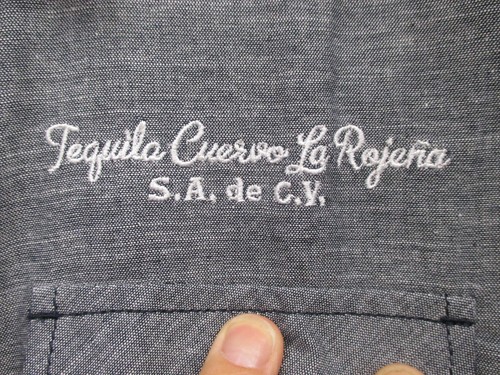 Tequila Cuervo La Rojeña
S.A. de C.V.